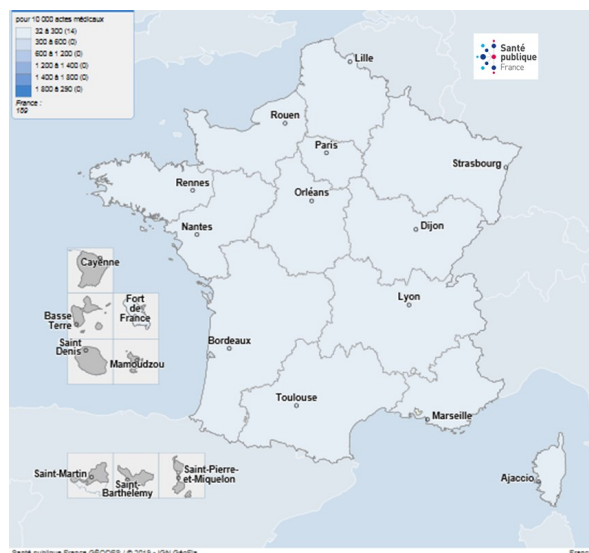 pour 10 000 actes médicaux
32 à 300 (14)
300 à 600 (0)
600 à 1 200 (0)
1 200 à 1 400 (0)
1 400 à 1 800 (0)
1 800 à 290 (0)
France :
159
Santé
publique
France
Lille
Rouen
Paris
Strasbourg
Rennes
Orléans
Nantes
Dijon
Cayenne
Lyon
Fort
de
France
Basse
Terre
Saint
Denis
Mamoudzou
Bordeaux
Toulouse
Marseille
Saint-Martin
Saint-
Barthélemy
Saint-Pierre-
et-Miquelon
Ajaccio